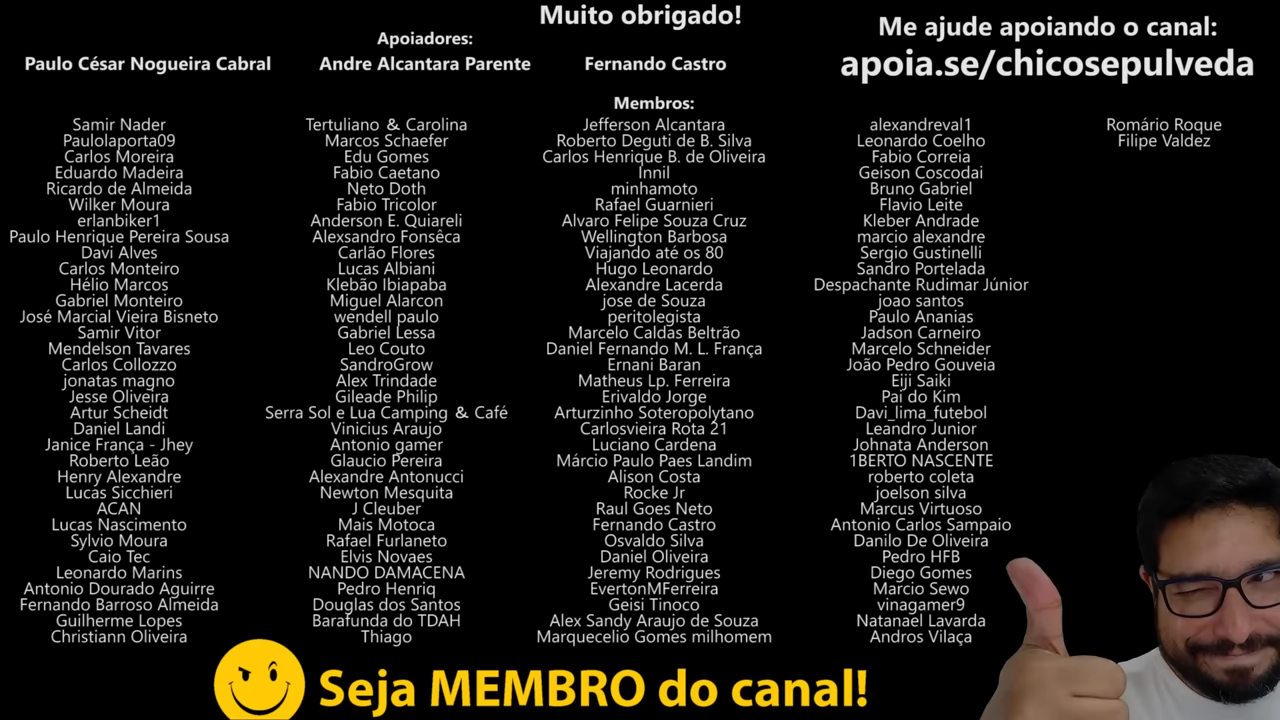 Muito obrigado!
Me ajude apoiando o canal:
apoia.se/chicosepulveda
Apoiadores:
Paulo César Nogueira Cabral
Andre Alcantara Parente
Fernando Castro
Membros:
Samir Nader
Paulolaporta09
Carlos Moreira
Eduardo Madeira
Ricardo de Almeida
Wilker Moura
erlanbiker1
Paulo Henrique Pereira Sousa
Davi Alves
Carlos Monteiro
Hélio Marcos
Gabriel Monteiro
José Marcial Vieira Bisneto
Samir Vitor
Mendelson Tavares
Carlos Collozzo
jonatas magno
Jesse Oliveira
Artur Scheidt
Daniel Landi
Janice França - Jhey
Roberto Leão
Henry Alexandre
Lucas Sicchieri
ACAN
Lucas Nascimento
Sylvio Moura
Caio Tec
Leonardo Marins
Antonio Dourado Aguirre
Fernando Barroso Almeida
Guilherme Lopes
Christiann Oliveira
Tertuliano & Carolina
Marcos Schaefer
Edu Gomes
Fabio Caetano
Neto Doth
Fabio Tricolor
Anderson E. Quiareli
Alexsandro Fonsêca
Carlão Flores
Lucas Albiani
Klebão Ibiapaba
Miguel Alarcon
wendell paulo
Gabriel Lessa
Leo Couto
SandroGrow
Alex Trindade
Gileade Philip
Serra Sol e Lua Camping & Café
Vinicius Araujo
Antonio gamer
Glaucio Pereira
Alexandre Antonucci
Newton Mesquita
J Cleuber
Mais Motoca
Rafael Furlaneto
Elvis Novaes
NANDO DAMACENA
Pedro Henriq
Douglas dos Santos
Barafunda do TDAH
Thiago
Jefferson Alcantara
Roberto Deguti de B. Silva
Carlos Henrique B. de Oliveira
Innil
minhamoto
Rafael Guarnieri
Alvaro Felipe Souza Cruz
Wellington Barbosa
Viajando até os 80
Hugo Leonardo
Alexandre Lacerda
jose de Souza
peritolegista
Marcelo Caldas Beltrão
Daniel Fernando M. L. França
Ernani Baran
Matheus Lp. Ferreira
Erivaldo Jorge
Arturzinho Soteropolytano
Carlosvieira Rota 21
Luciano Cardena
Márcio Paulo Paes Landim
Alison Costa
Rocke Jr
Raul Goes Neto
Fernando Castro
Osvaldo Silva
Daniel Oliveira
Jeremy Rodrigues
EvertonMFerreira
Geisi Tinoco
Alex Sandy Araujo de Souza
Marquecelio Gomes milhomem
alexandreval1
Leonardo Coelho
Fabio Correia
Geison Coscodai
Bruno Gabriel
Flavio Leite
Kleber Andrade
marcio alexandre
Sergio Gustinelli
Sandro Portelada
Despachante Rudimar Júnior
joao santos
Paulo Ananias
Jadson Carneiro
Marcelo Schneider
João Pedro Gouveia
Eiji Saiki
Pai do Kim
Davi_lima_futebol
Leandro Junior
Johnata Anderson
1BERTO NASCENTE
roberto coleta
joelson silva
Marcus Virtuoso
Antonio Carlos Sampaio
Danilo De Oliveira
Pedro HFB
Diego Gomes
Marcio Sewo
vinagamer9
Natanael Lavarda
Andros Vilaça
Romário Roque
Filipe Valdez
Seja MEMBRO do canal!